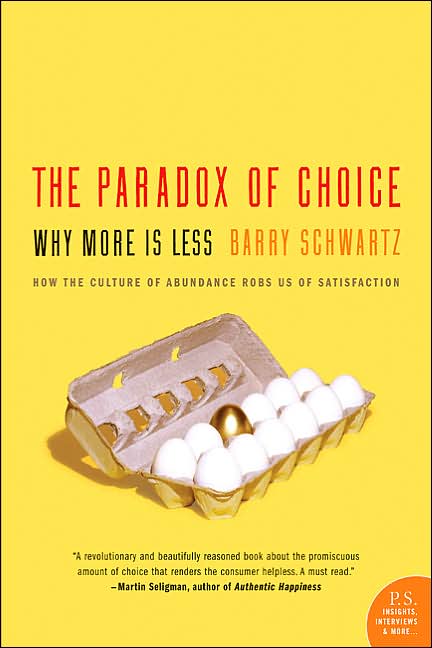 THE PARADOX OF CHOICE
WHY MORE IS LESS BARRY SCHWARTZ
HOW THE CULTURE OF ABUNDANCE ROBS US OF SATISFACTION
"A revolutionary and beautifully reasoned book about the promiscuous
amount of choice that renders the consumer helpless. A must read."
—Martin Seligman, author of Authentic Happiness
P.S.
INSIGHTS,
INTERVIEWS
& MORE...